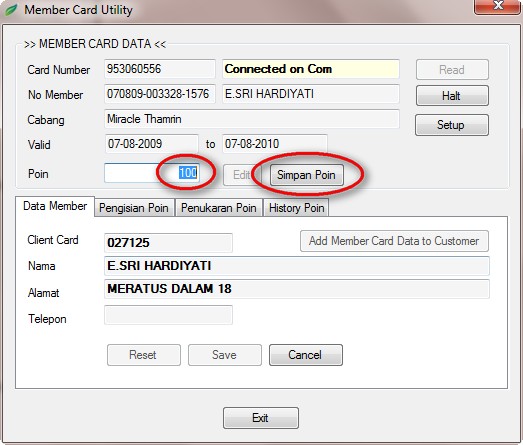 Member Card Utility
>> MEMBER CARD DATA <<
Card Number 953060556 Connected on Com Read
No Member 070809-003328-1576 E.SRI HARDIYATI Halt
Cabang Miracle Thamrin Setup
Valid 07-08-2009 to 07-08-2010
Poin 100 Edit Simpan Poin
Data Member Pengisian Poin Penukaran Poin History Poin
Client Card 027125 Add Member Card Data to Customer
Nama E.SRI HARDIYATI
Alamat MERATUS DALAM 18
Telepon
Reset Save Cancel
Exit